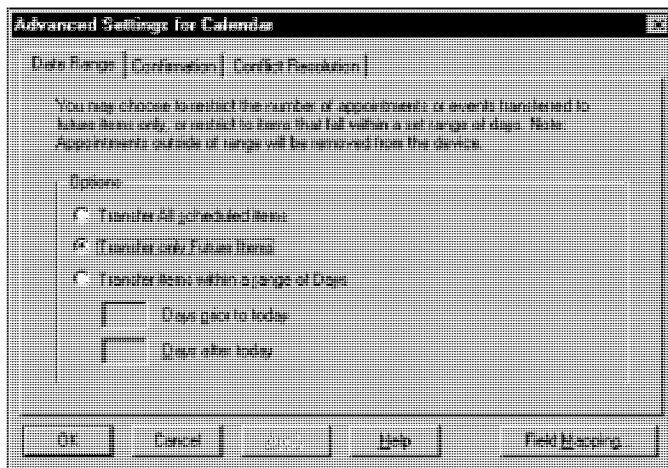 Advanced Settings for Calendar
Date Range Confirmation Conflict Resolution
You may choose to restrict the number of appointments or events transferred to
future items only, or restrict to items that fall within a set range of days. Note:
Appointments outside of range will be removed from the device.
Options
Transfer All scheduled items
Transfer only Future Items
Transfer items within a range of Days
Days prior to today
Days after today
OK Cancel Apply Help Field Mapping...